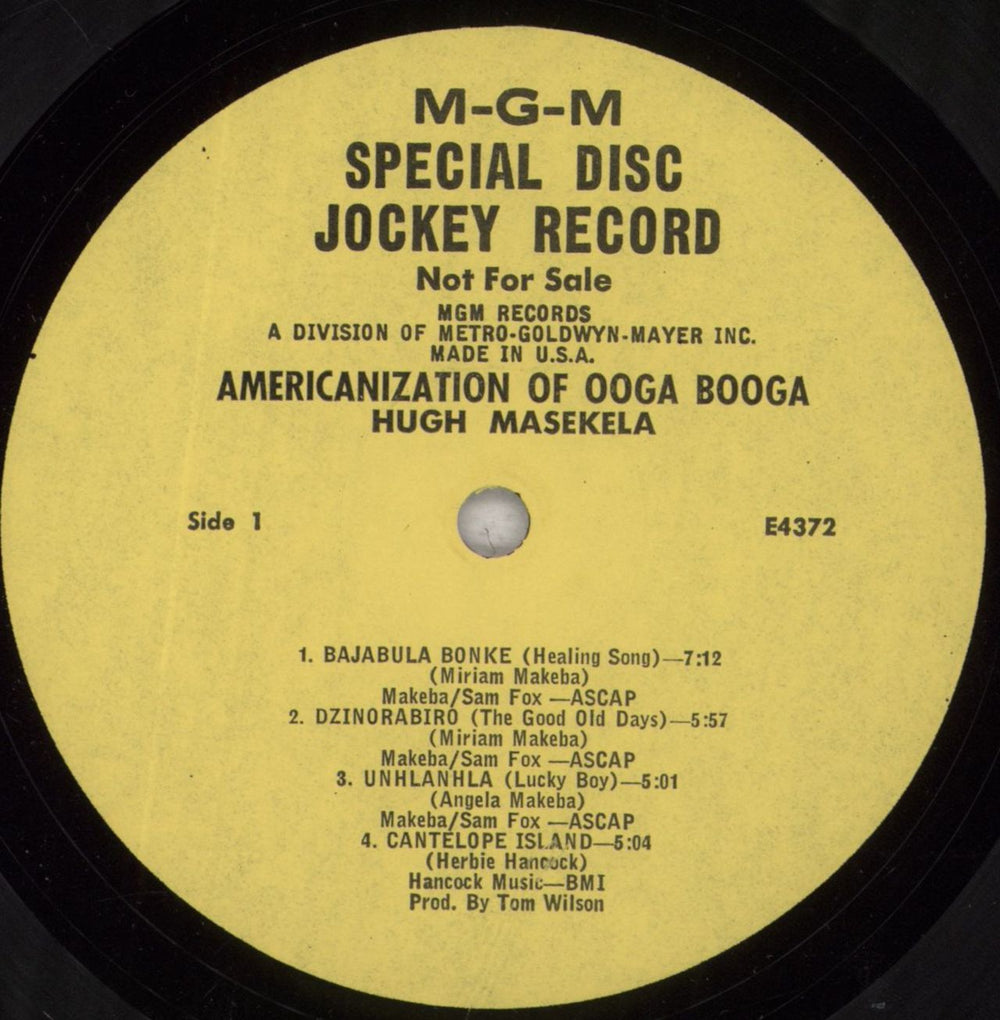 M-G-M
SPECIAL DISC
JOCKEY RECORD
Not For Sale
MGM RECORDS
A DIVISION OF METRO-GOLDWYN-MAYER INC.
MADE IN U.S.A.
AMERICANIZATION OF OOGA BOOGA
HUGH MASEKELA
Side 1
E4372
1. BAJABULA BONKE (Healing Song)—7:12
(Miriam Makeba)
Makeba/Sam Fox —ASCAP
2. DZINORABIRO (The Good Old Days)—5:57
(Miriam Makeba)
Makeba/Sam Fox —ASCAP
3. UNHLANHLA (Lucky Boy)—5:01
(Angela Makeba)
Makeba/Sam Fox —ASCAP
4. CANTELOPE ISLAND—5:04
(Herbie Hancock)
Hancock Music—BMI
Prod. By Tom Wilson